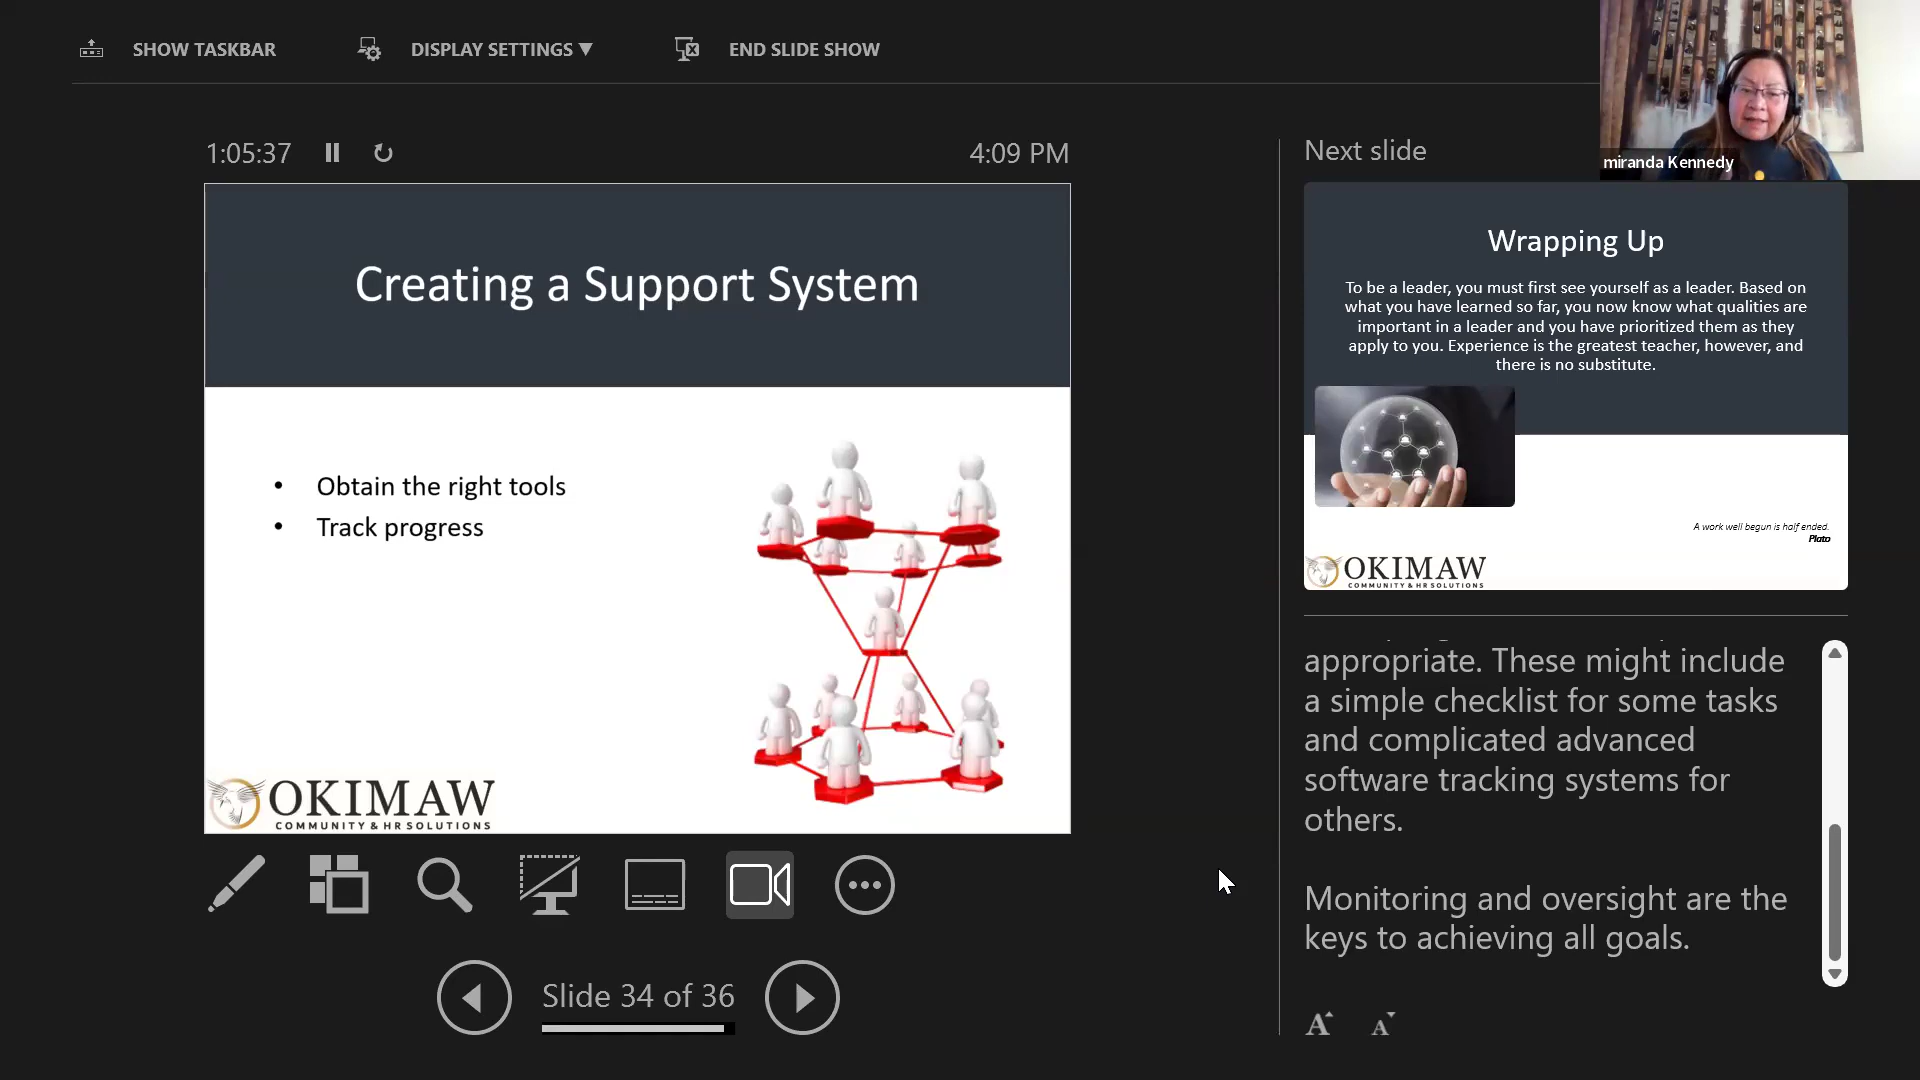 SHOW TASKBAR
DISPLAY SETTINGS ▼
END SLIDE SHOW
miranda Kennedy
1:05:37
4:09 PM
Next slide
Creating a Support System
• Obtain the right tools
• Track progress
OKIMAW
COMMUNITY & HR SOLUTIONS
Wrapping Up
To be a leader, you must first see yourself as a leader. Based on
what you have learned so far, you now know what qualities are
important in a leader and you have prioritized them as they
apply to you. Experience is the greatest teacher, however, and
there is no substitute.
A work well begun is half ended.
Plato
OKIMAW
COMMUNITY & HR SOLUTIONS
appropriate. These might include
a simple checklist for some tasks
and complicated advanced
software tracking systems for
others.
Monitoring and oversight are the
keys to achieving all goals.
Slide 34 of 36
A A